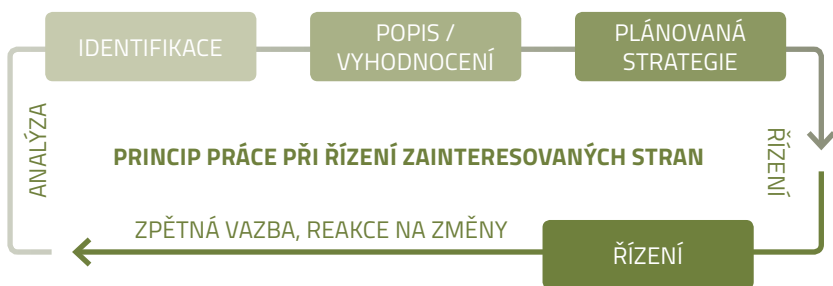 IDENTIFIKACE
POPIS /
VYHODNOCENÍ
PLÁNOVANÁ
STRATEGIE
ANALÝZA
PRINCIP PRÁCE PŘI ŘÍZENÍ ZAINTERESOVANÝCH STRAN
ŘÍZENÍ
ZPĚTNÁ VAZBA, REAKCE NA ZMĚNY
ŘÍZENÍ